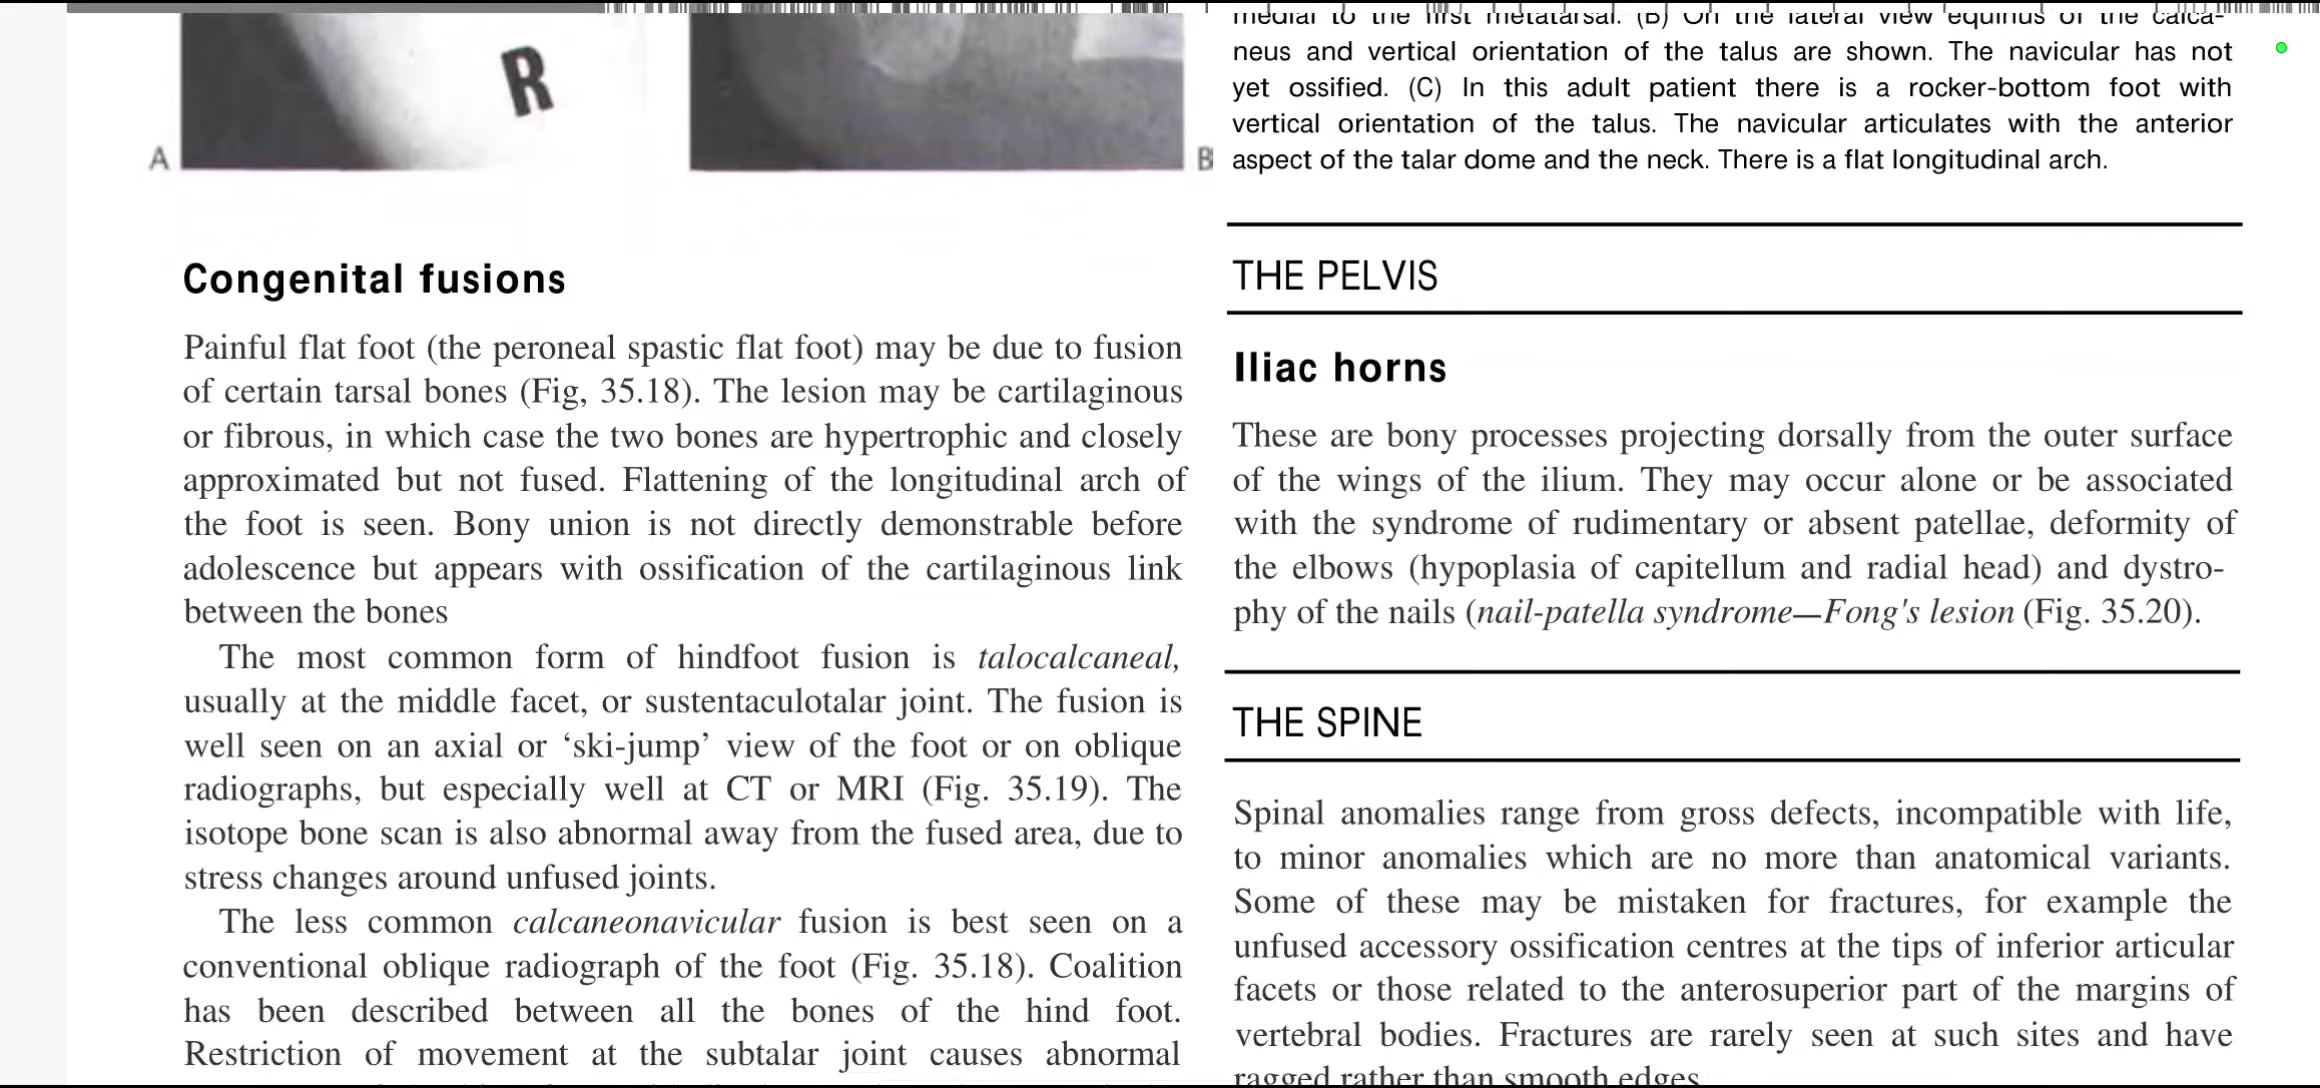 R
A
B
medial to the first metatarsal. (B) On the lateral view equinus of the calca-
neus and vertical orientation of the talus are shown. The navicular has not
yet ossified. (C) In this adult patient there is a rocker-bottom foot with
vertical orientation of the talus. The navicular articulates with the anterior
aspect of the talar dome and the neck. There is a flat longitudinal arch.
Congenital fusions
Painful flat foot (the peroneal spastic flat foot) may be due to fusion
of certain tarsal bones (Fig, 35.18). The lesion may be cartilaginous
or fibrous, in which case the two bones are hypertrophic and closely
approximated but not fused. Flattening of the longitudinal arch of
the foot is seen. Bony union is not directly demonstrable before
adolescence but appears with ossification of the cartilaginous link
between the bones
The most common form of hindfoot fusion is talocalcaneal,
usually at the middle facet, or sustentaculotalar joint. The fusion is
well seen on an axial or ‘ski-jump’ view of the foot or on oblique
radiographs, but especially well at CT or MRI (Fig. 35.19). The
isotope bone scan is also abnormal away from the fused area, due to
stress changes around unfused joints.
The less common calcaneonavicular fusion is best seen on a
conventional oblique radiograph of the foot (Fig. 35.18). Coalition
has been described between all the bones of the hind foot.
Restriction of movement at the subtalar joint causes abnormal
THE PELVIS
Iliac horns
These are bony processes projecting dorsally from the outer surface
of the wings of the ilium. They may occur alone or be associated
with the syndrome of rudimentary or absent patellae, deformity of
the elbows (hypoplasia of capitellum and radial head) and dystro-
phy of the nails (nail-patella syndrome—Fong's lesion (Fig. 35.20).
THE SPINE
Spinal anomalies range from gross defects, incompatible with life,
to minor anomalies which are no more than anatomical variants.
Some of these may be mistaken for fractures, for example the
unfused accessory ossification centres at the tips of inferior articular
facets or those related to the anterosuperior part of the margins of
vertebral bodies. Fractures are rarely seen at such sites and have
ragged rather than smooth edges.